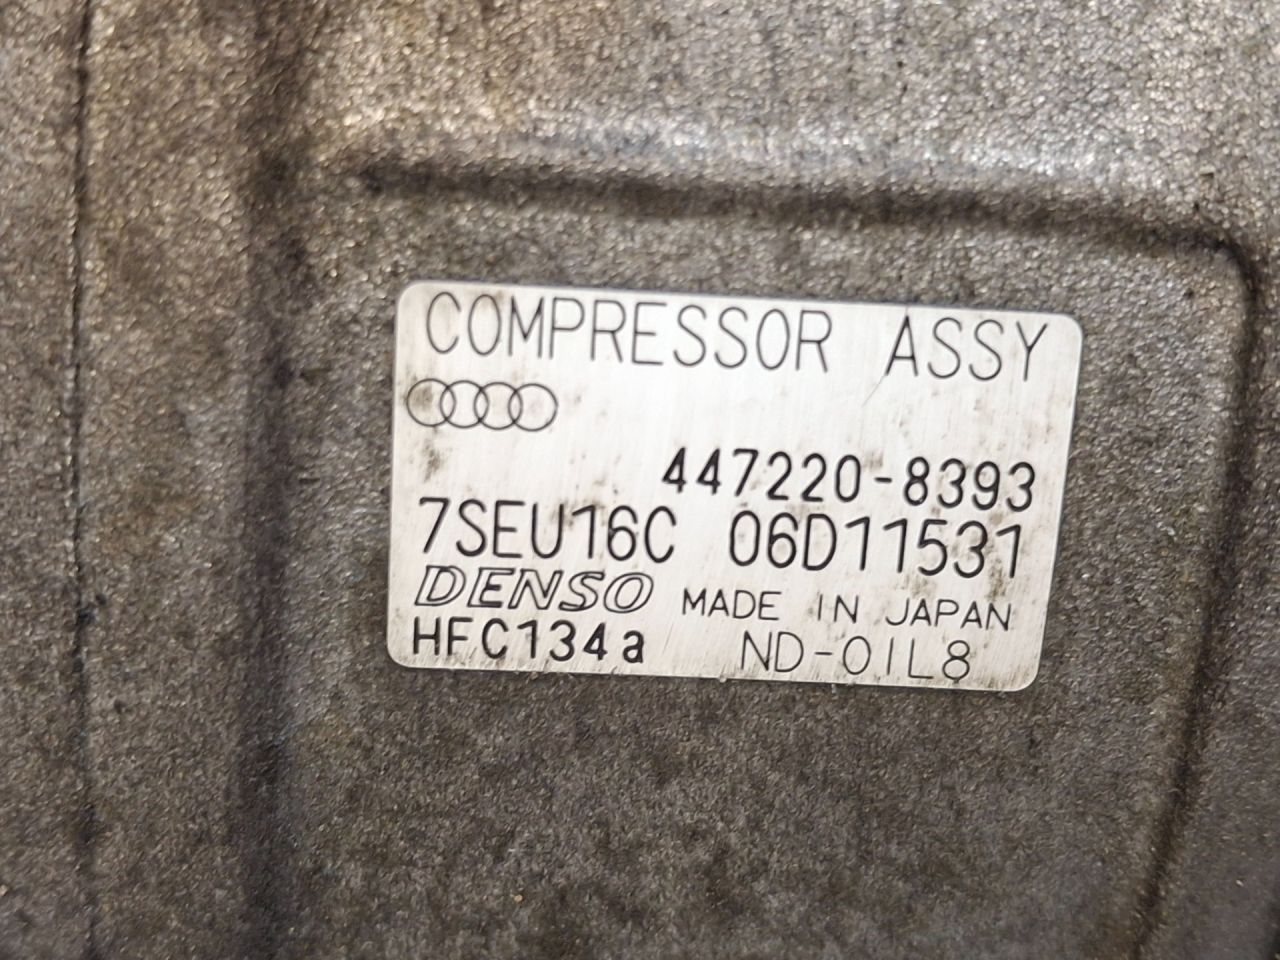 COMPRESSOR ASSY
447220-8393
7SEU16C 06D11531
DENSO MADE IN JAPAN
HFC134a ND-OIL8